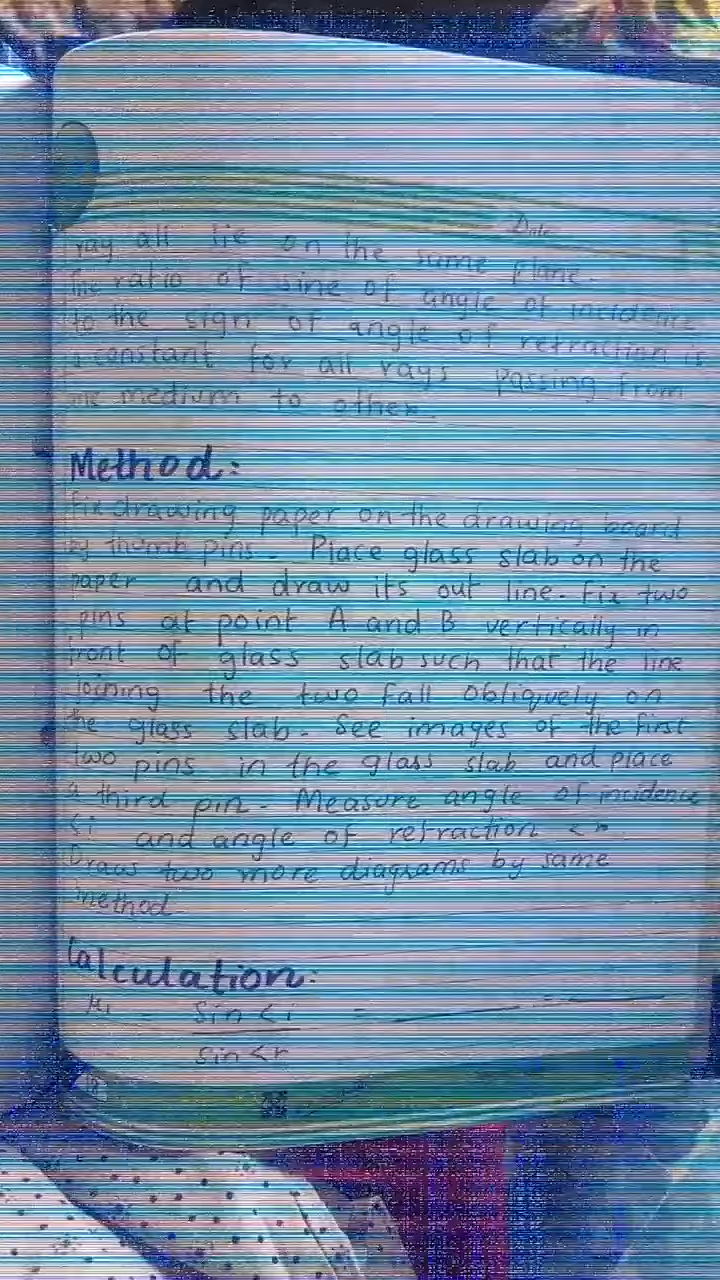 Date
ray all lie on the same plane.
The ratio of sine of angle of incidence
to the sign of angle of refraction is
a constant for all rays passing from
one medium to other.
Method:
Fix drawing paper on the drawing board
by thumb pins. Place glass slab on the
paper and draw its out line. Fix two
pins at point A and B vertically in
front of glass slab such that the line
joining the two fall obliquely on
the glass slab. See images of the first
two pins in the glass slab and place
a third pin. Measure angle of incidence
<i and angle of refraction <r.
Draw two more diagrams by same
method.
Calculation:
μ₁ = sin<i = ______ = ______
sin<r